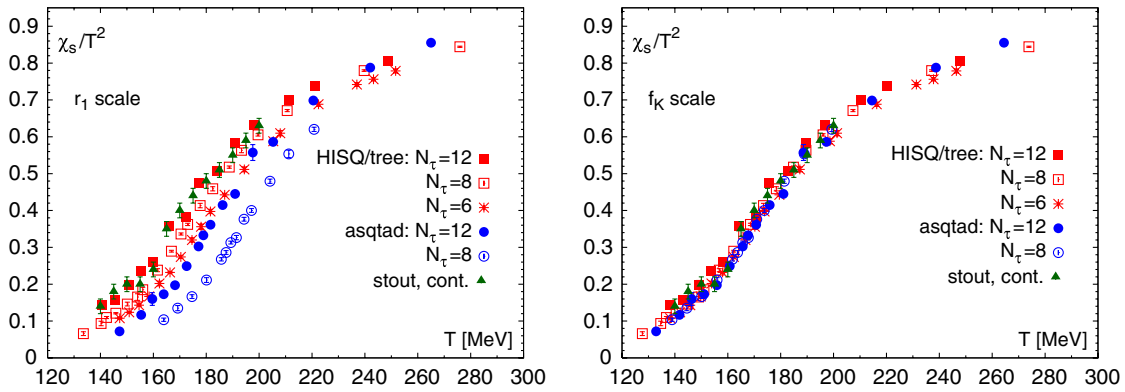 0.9
0.8
0.7
0.6
0.5
0.4
0.3
0.2
0.1
0
120 140 160 180 200 220 240 260 280 300
χs/T²
r₁ scale
HISQ/tree: Nτ=12
Nτ=8
Nτ=6
asqtad: Nτ=12
Nτ=8
stout, cont.
T [MeV]
0.9
0.8
0.7
0.6
0.5
0.4
0.3
0.2
0.1
0
120 140 160 180 200 220 240 260 280 300
χs/T²
fK scale
HISQ/tree: Nτ=12
Nτ=8
Nτ=6
asqtad: Nτ=12
Nτ=8
stout, cont.
T [MeV]